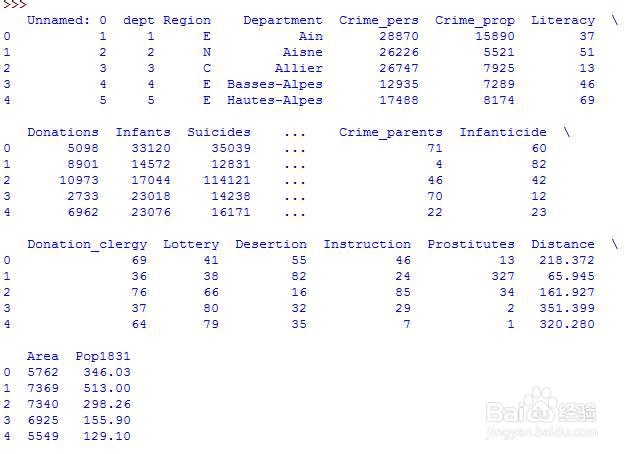 >>>
Unnamed: 0 dept Region Department Crime_pers Crime_prop Literacy \
0 1 1 E Ain 28870 15890 37
1 2 2 N Aisne 26226 5521 51
2 3 3 C Allier 26747 7925 13
3 4 4 E Basses-Alpes 12935 7289 46
4 5 5 E Hautes-Alpes 17488 8174 69
Donations Infants Suicides ... Crime_parents Infanticide \
0 5098 33120 35039 ... 71 60
1 8901 14572 12831 ... 4 82
2 10973 17044 114121 ... 46 42
3 2733 23018 14238 ... 70 12
4 6962 23076 16171 ... 22 23
Donation_clergy Lottery Desertion Instruction Prostitutes Distance \
0 69 41 55 46 13 218.372
1 36 38 82 24 327 65.945
2 76 66 16 85 34 161.927
3 37 80 32 29 2 351.399
4 64 79 35 7 1 320.280
Area Pop1831
0 5762 346.03
1 7369 513.00
2 7340 298.26
3 6925 155.90
4 5549 129.10
Baidu 经验
jingyan.baidu.com